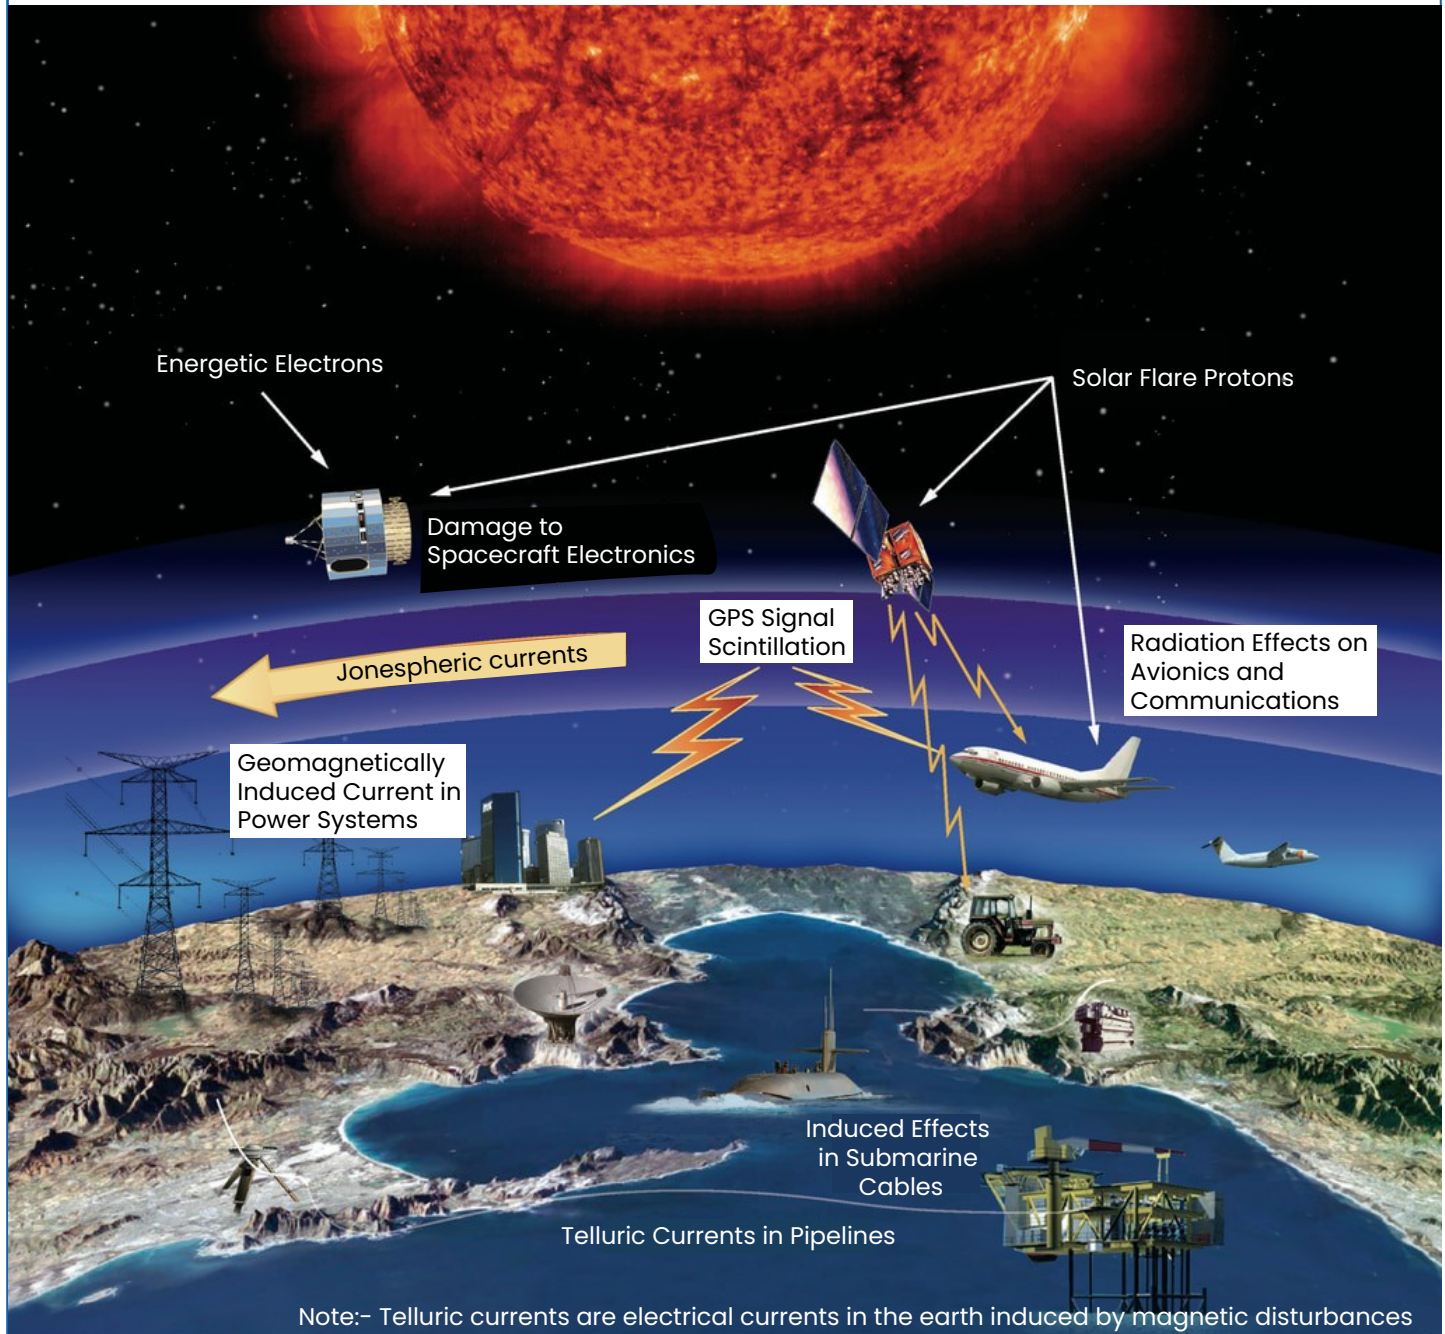 Energetic Electrons
Solar Flare Protons
Damage to
Spacecraft Electronics
GPS Signal
Scintillation
Radiation Effects on
Avionics and
Communications
Jonespheric currents
Geomagnetically
Induced Current in
Power Systems
Induced Effects
in Submarine
Cables
Telluric Currents in Pipelines
Note:- Telluric currents are electrical currents in the earth induced by magnetic disturbances